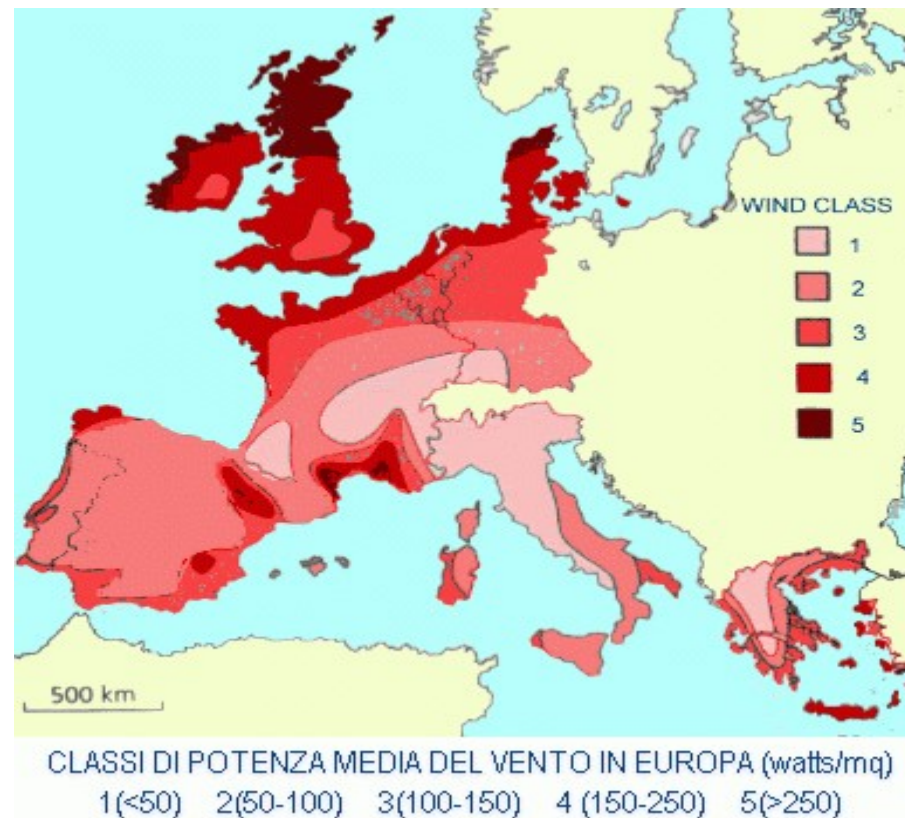 WIND CLASS
1
2
3
4
5
500 km
CLASSI DI POTENZA MEDIA DEL VENTO IN EUROPA (watts/mq)
1(<50) 2(50-100) 3(100-150) 4 (150-250) 5(>250)